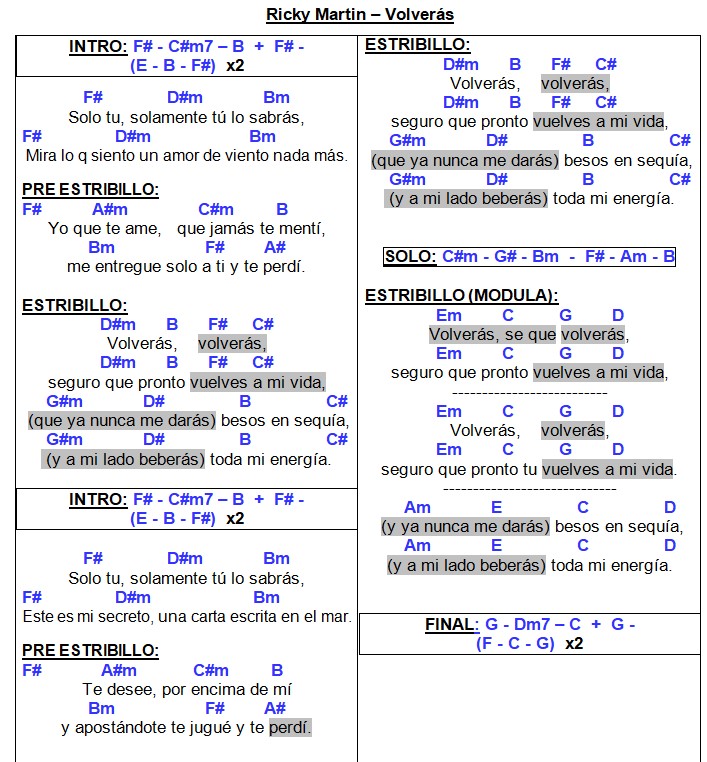 Ricky Martin – Volverás
INTRO: F# - C#m7 – B + F# -
(E - B - F#) x2
F# D#m Bm
Solo tu, solamente tú lo sabrás,
F# D#m Bm
Mira lo q siento un amor de viento nada más.
PRE ESTRIBILLO:
F# A#m C#m B
Yo que te ame, que jamás te mentí,
Bm F# A#
me entregue solo a ti y te perdí.
ESTRIBILLO:
D#m B F# C#
Volverás, volverás,
D#m B F# C#
seguro que pronto vuelves a mi vida,
G#m D# B C#
(que ya nunca me darás) besos en sequía,
G#m D# B C#
(y a mi lado beberás) toda mi energía.
INTRO: F# - C#m7 – B + F# -
(E - B - F#) x2
F# D#m Bm
Solo tu, solamente tú lo sabrás,
F# D#m Bm
Este es mi secreto, una carta escrita en el mar.
PRE ESTRIBILLO:
F# A#m C#m B
Te desee, por encima de mí
Bm F# A#
y apostándote te jugué y te perdí.
ESTRIBILLO:
D#m B F# C#
Volverás, volverás,
D#m B F# C#
seguro que pronto vuelves a mi vida,
G#m D# B C#
(que ya nunca me darás) besos en sequía,
G#m D# B C#
(y a mi lado beberás) toda mi energía.
SOLO: C#m - G# - Bm - F# - Am - B
ESTRIBILLO (MODULA):
Em C G D
Volverás, se que volverás,
Em C G D
seguro que pronto vuelves a mi vida,
--------------------------
Em C G D
Volverás, volverás,
Em C G D
seguro que pronto tu vuelves a mi vida.
-----------------------------
Am E C D
(y ya nunca me darás) besos en sequía,
Am E C D
(y a mi lado beberás) toda mi energía.
FINAL: G - Dm7 – C + G -
(F - C - G) x2